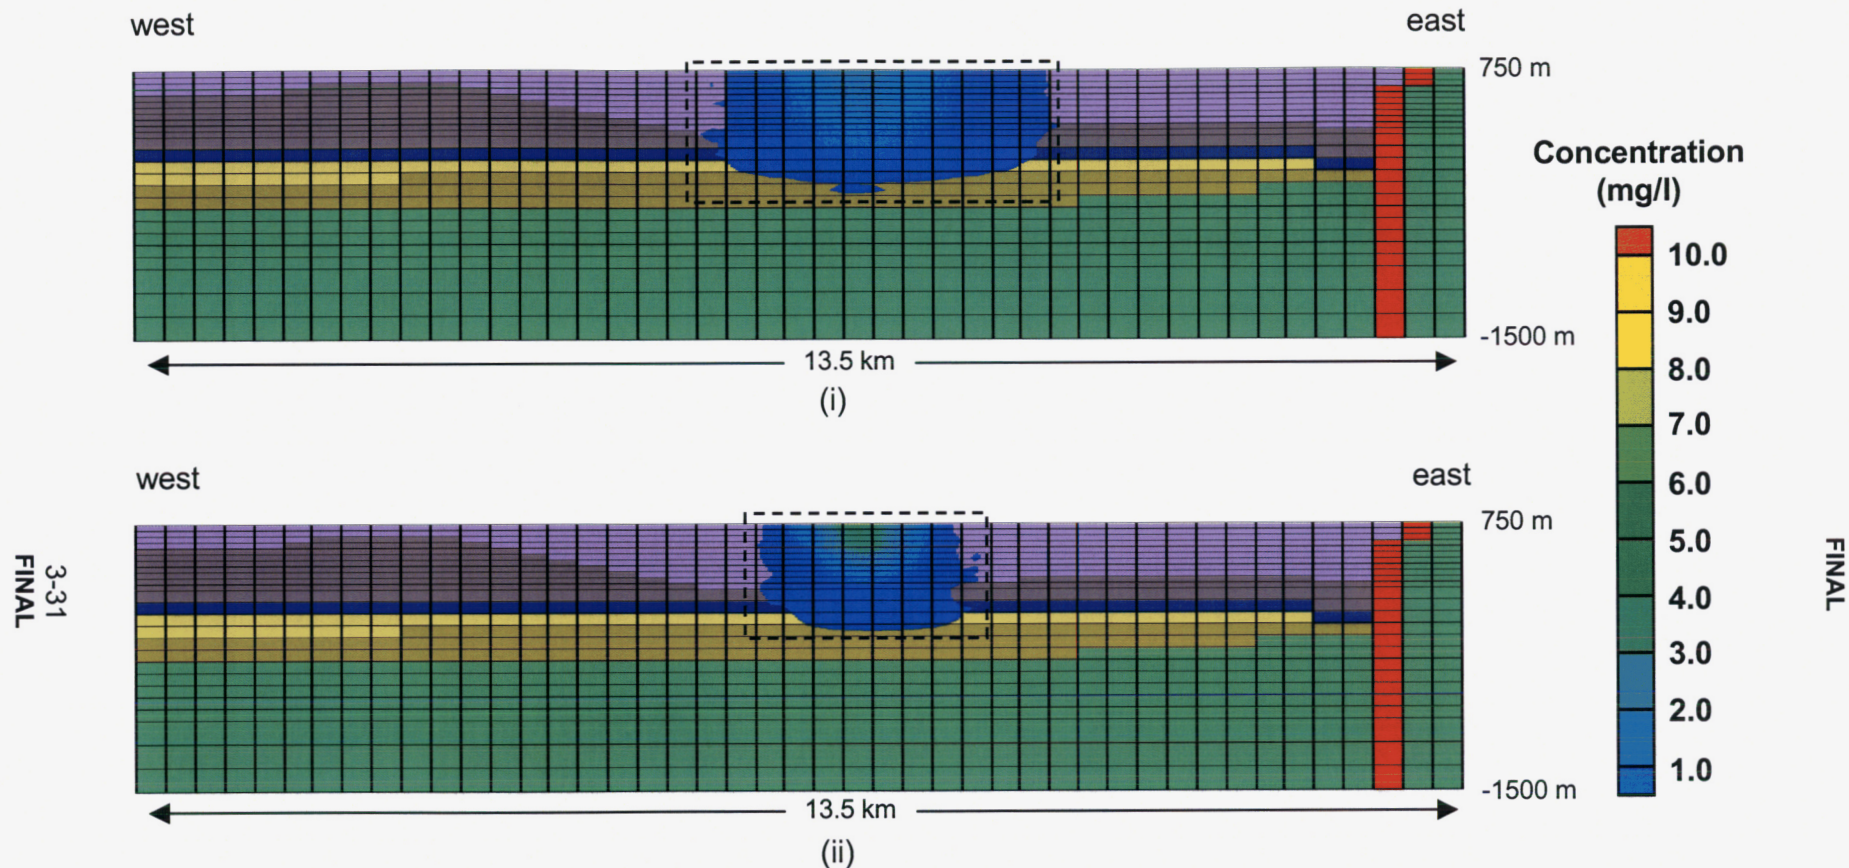 west
east
750 m
-1500 m
13.5 km
(i)
Concentration
(mg/l)
10.0
9.0
8.0
7.0
6.0
5.0
4.0
3.0
2.0
1.0
west
east
750 m
-1500 m
13.5 km
(ii)
3-31
FINAL
FINAL